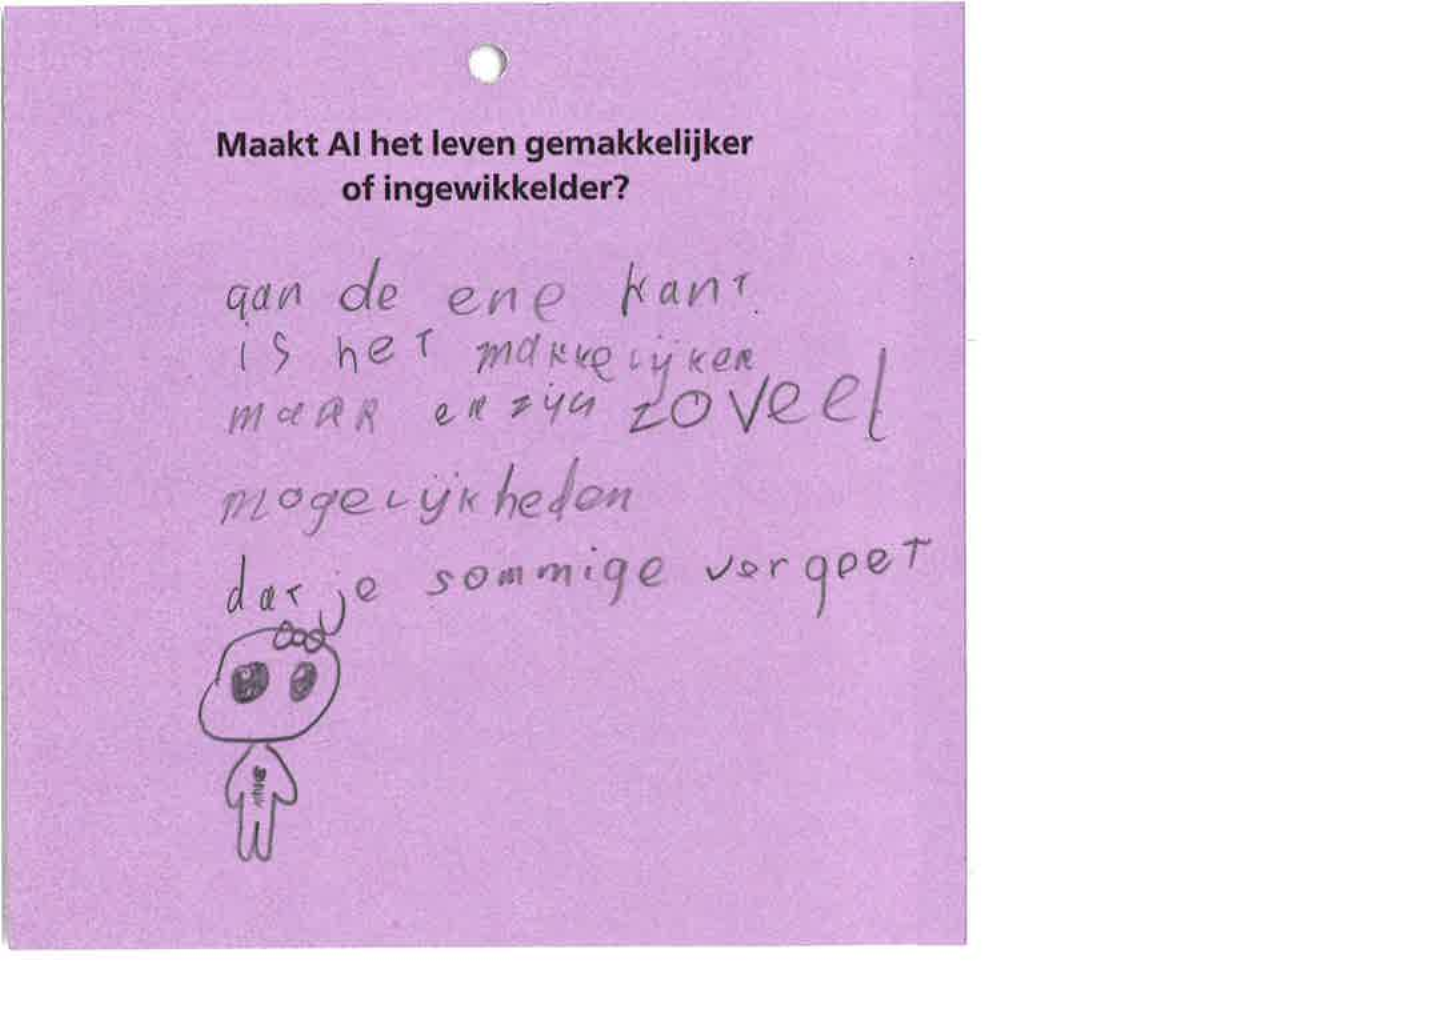 Maakt AI het leven gemakkelijker
of ingewikkelder?
aan de ene kant
is het makkelijker
maar er zijn zoveel
mogelijkheden
dat je sommige vergeet